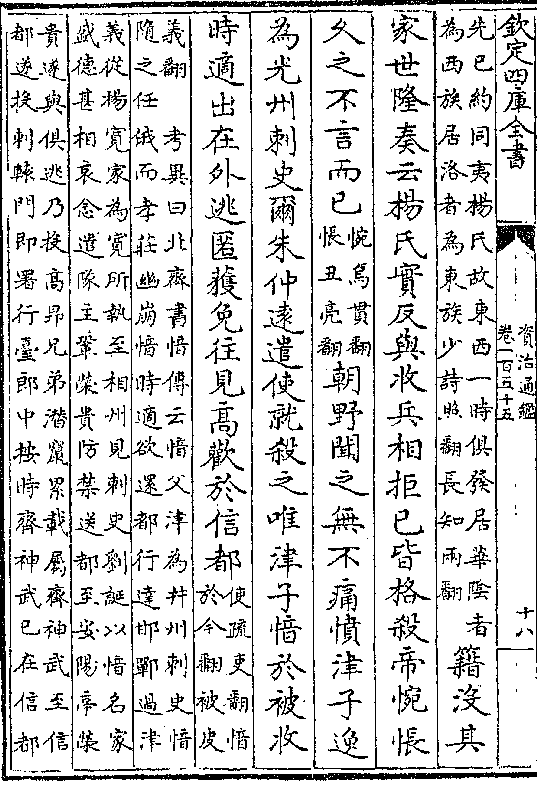 欽定四庫全書
資治通鑑
卷一百五十五
十八
先已約同夷楊氏故東西一時俱發居華陰者
為西族居洛者為東族少詩照翻長知兩翻
籍沒其
家世隆奏云楊氏實反與收兵相拒已皆格殺帝惋悵
久之不言而已
惋烏貫翻
悵丑亮翻
朝野聞之無不痛憤津子逸
為光州刺史爾朱仲遠遣使就殺之唯津子愔於被收
時適出在外逃匿獲免往見高歡於信都
使疏吏翻愔
於今翻被皮
義翻　考異曰北齊書愔傳云愔父津為并州刺史愔
隨之任俄而孝莊幽崩愔時適欲還都行達邯鄲過津
義從楊寛家為寛所執至相州見刺史劉誕以愔名家
盛德甚相哀念遣隊主鞏榮貴防禁送都至安陽亭榮
貴遂與俱逃乃投高昻兄弟潛竄累載屬齊神武至信
都遂投刺轅門即署行臺郎中按時齊神武已在信都